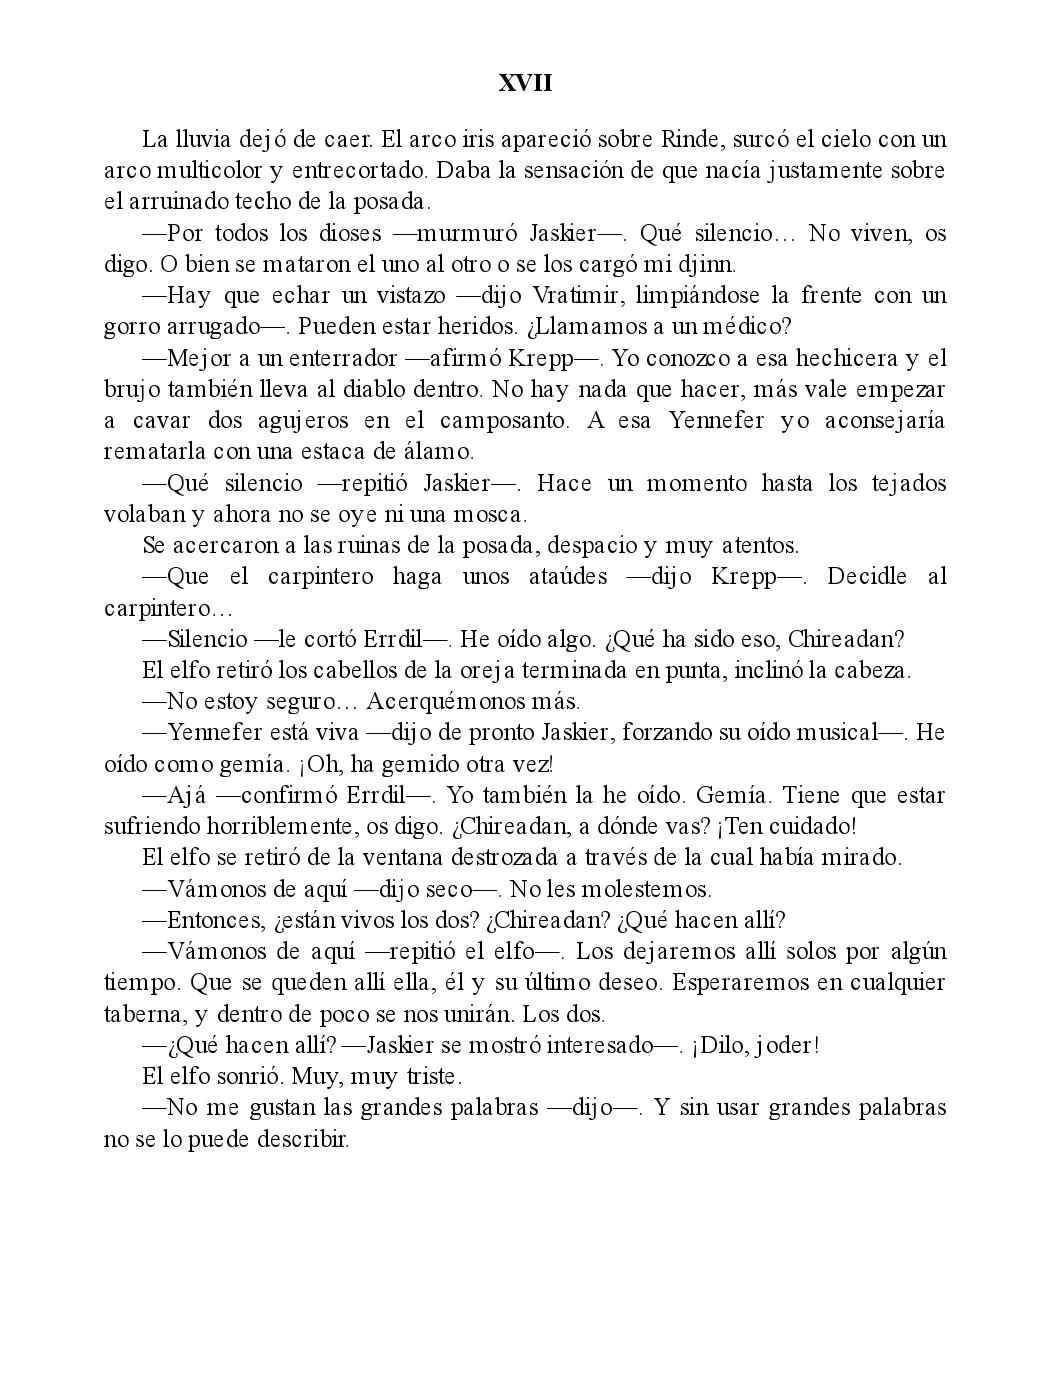 XVII
La lluvia dejó de caer. El arco iris apareció sobre Rinde, surcó el cielo con un
arco multicolor y entrecortado. Daba la sensación de que nacía justamente sobre
el arruinado techo de la posada.
—Por todos los dioses —murmuró Jaskier—. Qué silencio… No viven, os
digo. O bien se mataron el uno al otro o se los cargó mi djinn.
—Hay que echar un vistazo —dijo Vratimir, limpiándose la frente con un
gorro arrugado—. Pueden estar heridos. ¿Llamamos a un médico?
—Mejor a un enterrador —afirmó Krepp—. Yo conozco a esa hechicera y el
brujo también lleva al diablo dentro. No hay nada que hacer, más vale empezar
a cavar dos agujeros en el camposanto. A esa Yennefer yo aconsejaría
rematarla con una estaca de álamo.
—Qué silencio —repitió Jaskier—. Hace un momento hasta los tejados
volaban y ahora no se oye ni una mosca.
Se acercaron a las ruinas de la posada, despacio y muy atentos.
—Que el carpintero haga unos ataúdes —dijo Krepp—. Decidle al
carpintero…
—Silencio —le cortó Errdil—. He oído algo. ¿Qué ha sido eso, Chireadan?
El elfo retiró los cabellos de la oreja terminada en punta, inclinó la cabeza.
—No estoy seguro… Acerquémonos más.
—Yennefer está viva —dijo de pronto Jaskier, forzando su oído musical—. He
oído como gemía. ¡Oh, ha gemido otra vez!
—Ajá —confirmó Errdil—. Yo también la he oído. Gemía. Tiene que estar
sufriendo horriblemente, os digo. ¿Chireadan, a dónde vas? ¡Ten cuidado!
El elfo se retiró de la ventana destrozada a través de la cual había mirado.
—Vámonos de aquí —dijo seco—. No les molestemos.
—Entonces, ¿están vivos los dos? ¿Chireadan? ¿Qué hacen allí?
—Vámonos de aquí —repitió el elfo—. Los dejaremos allí solos por algún
tiempo. Que se queden allí ella, él y su último deseo. Esperaremos en cualquier
taberna, y dentro de poco se nos unirán. Los dos.
—¿Qué hacen allí? —Jaskier se mostró interesado—. ¡Dilo, joder!
El elfo sonrió. Muy, muy triste.
—No me gustan las grandes palabras —dijo—. Y sin usar grandes palabras
no se lo puede describir.